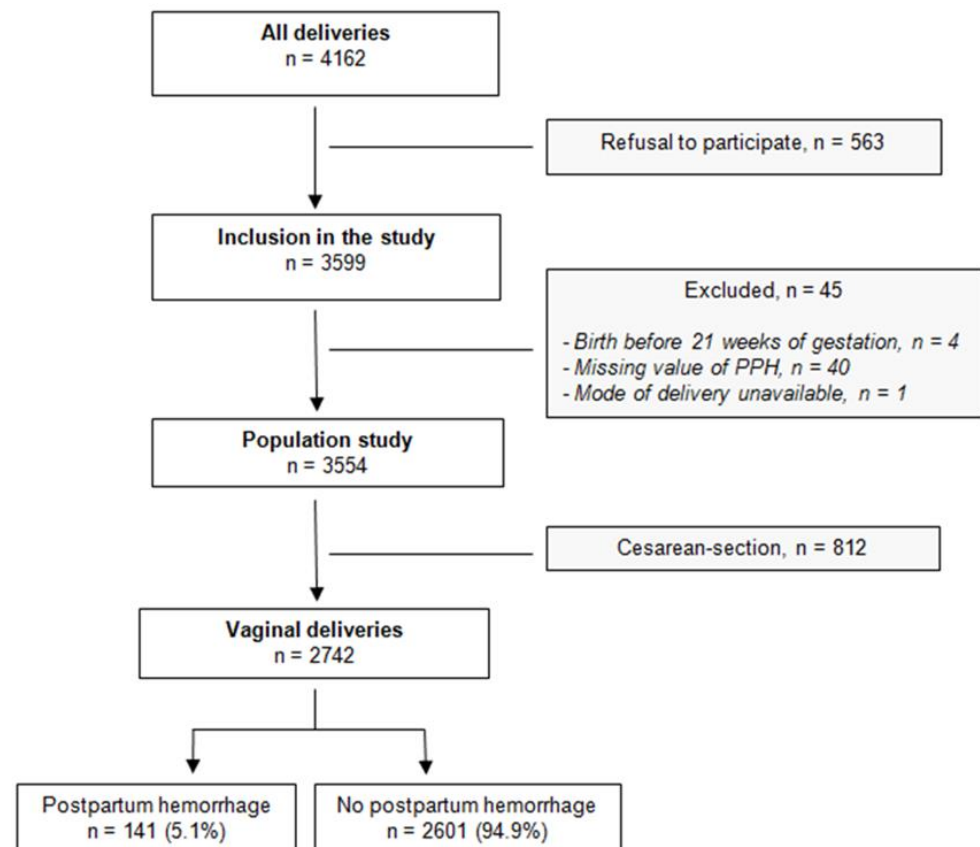 All deliveries
n = 4162
Refusal to participate, n = 563
Inclusion in the study
n = 3599
Excluded, n = 45
- Birth before 21 weeks of gestation, n = 4
- Missing value of PPH, n = 40
- Mode of delivery unavailable, n = 1
Population study
n = 3554
Cesarean-section, n = 812
Vaginal deliveries
n = 2742
Postpartum hemorrhage
n = 141 (5.1%)
No postpartum hemorrhage
n = 2601 (94.9%)